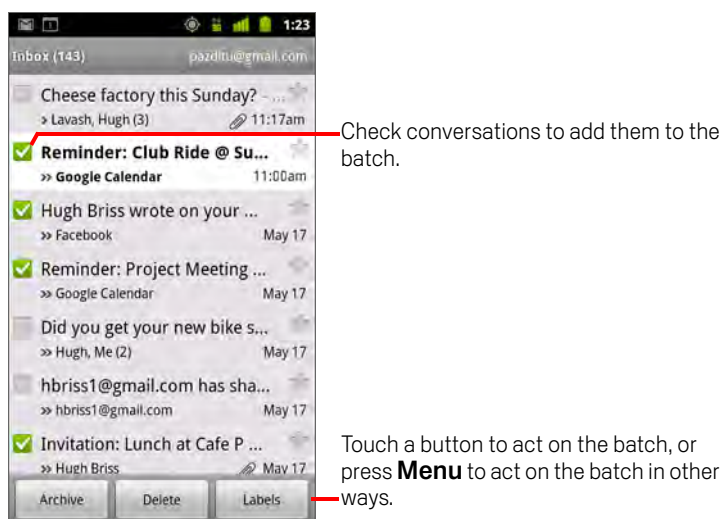 1:23
Inbox (143) pazditu@gmail.com
Cheese factory this Sunday? - ...
› Lavash, Hugh (3) 11:17am
Reminder: Club Ride @ Su...
» Google Calendar 11:00am
Hugh Briss wrote on your ...
» Facebook May 17
Reminder: Project Meeting ...
» Google Calendar May 17
Did you get your new bike s...
» Hugh, Me (2) May 17
hbriss1@gmail.com has sha...
» hbriss1@gmail.com May 17
Invitation: Lunch at Cafe P ...
» Hugh Briss May 17
Archive Delete Labels
Check conversations to add them to the
batch.
Touch a button to act on the batch, or
press Menu to act on the batch in other
ways.